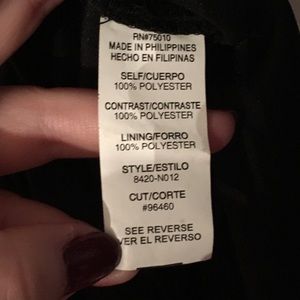 RN#75010
MADE IN PHILIPPINES
HECHO EN FILIPINAS
SELF/CUERPO
100% POLYESTER
CONTRAST/CONTRASTE
100% POLYESTER
LINING/FORRO
100% POLYESTER
STYLE/ESTILO
8420-N012
CUT/CORTE
#96460
SEE REVERSE
VER EL REVERSO